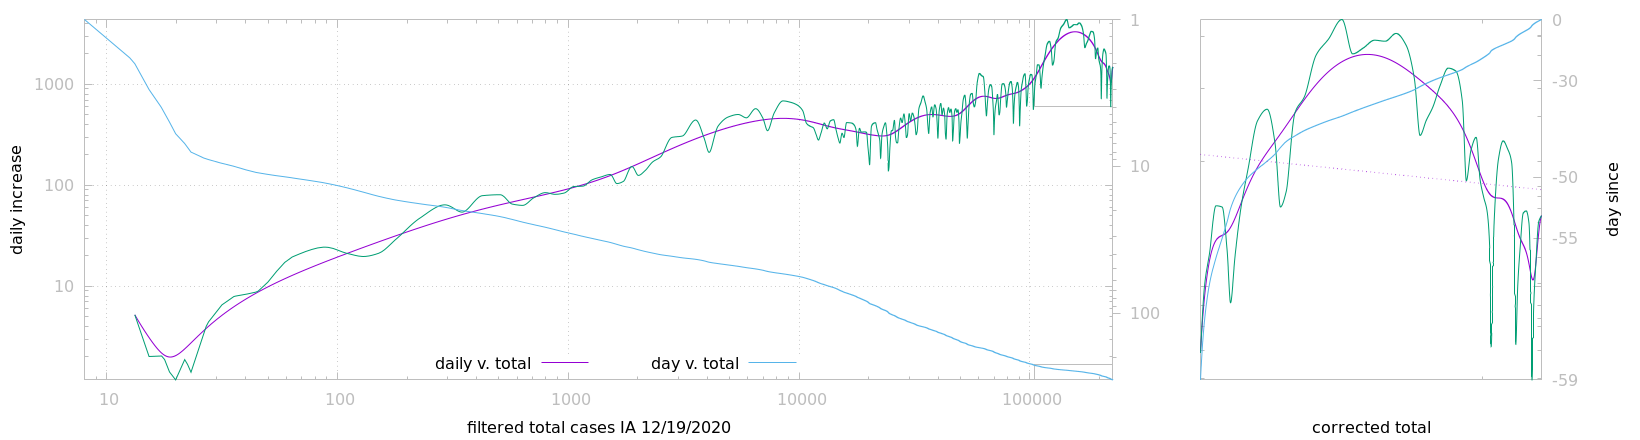 1000
100
10
daily increase
10
100
1000
10000
100000
1
10
100
daily v. total
day v. total
filtered total cases IA 12/19/2020
0
-30
-50
-55
-59
day since
corrected total